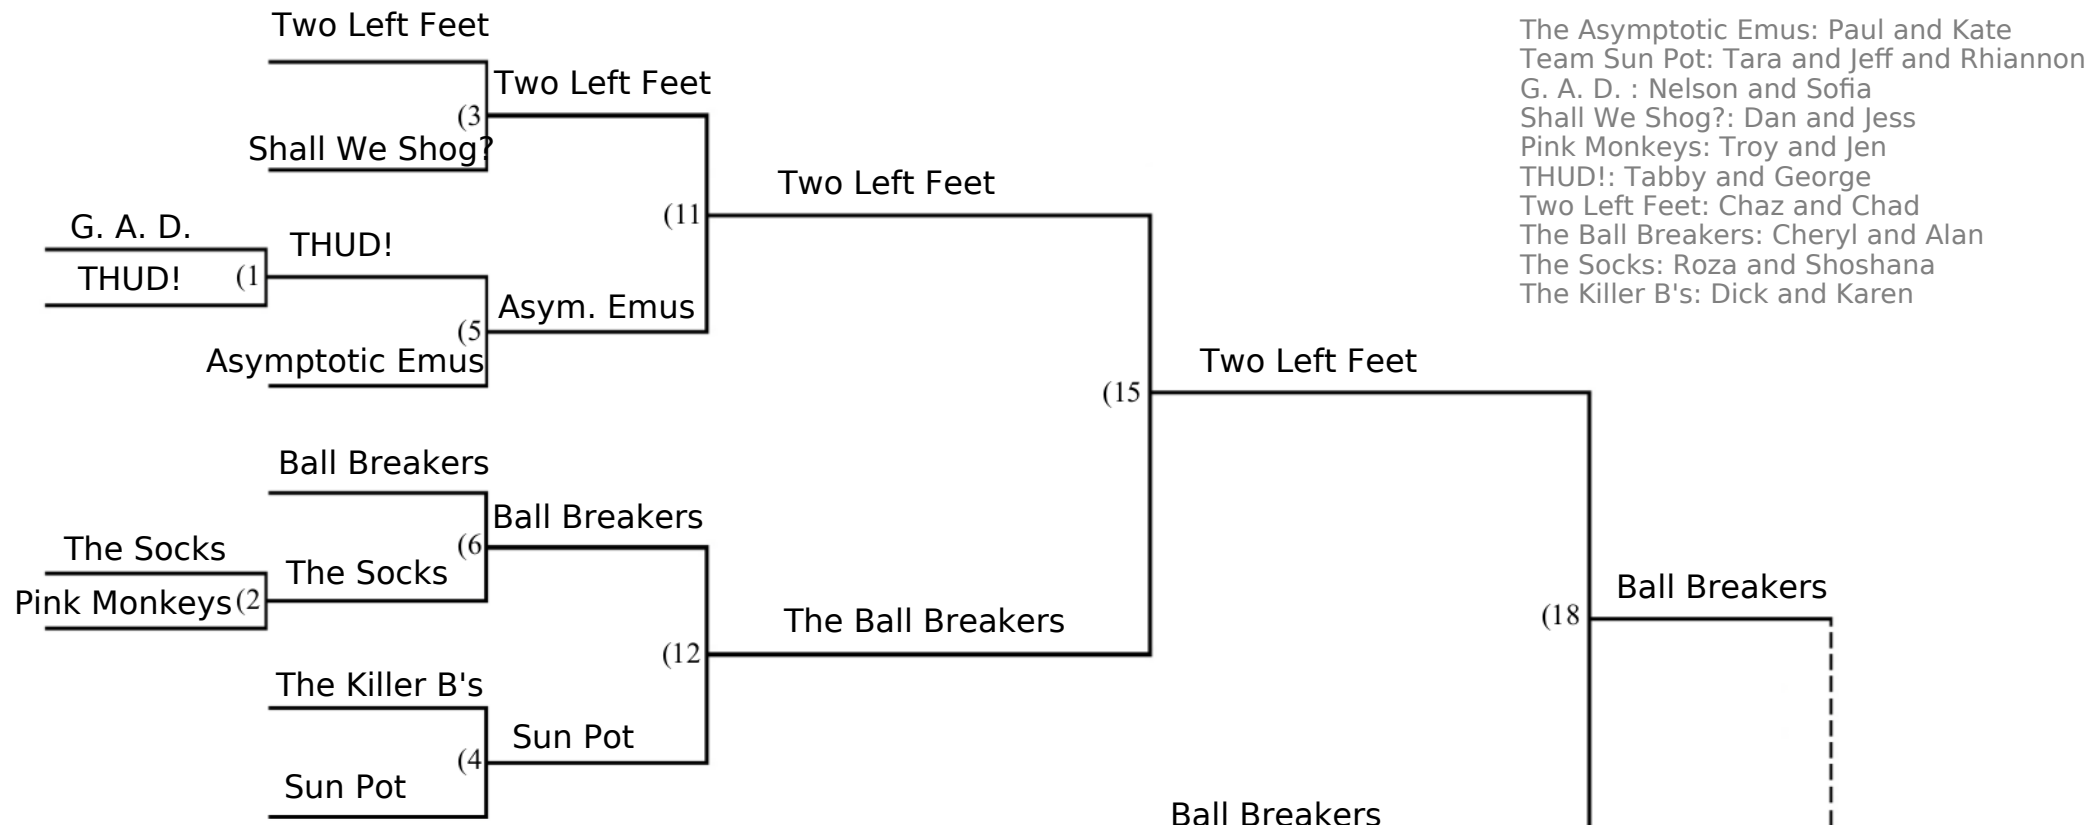 Two Left Feet
Two Left Feet
(3
Shall We Shog?
Two Left Feet
(11
G. A. D.
THUD!
THUD!
(1
Asym. Emus
(5
Asymptotic Emus
Two Left Feet
(15
Ball Breakers
Ball Breakers
(6
The Socks
The Socks
Pink Monkeys
(2
Ball Breakers
(18
The Ball Breakers
(12
The Killer B's
Sun Pot
(4
Sun Pot
Ball Breakers
The Asymptotic Emus: Paul and Kate
Team Sun Pot: Tara and Jeff and Rhiannon
G. A. D. : Nelson and Sofia
Shall We Shog?: Dan and Jess
Pink Monkeys: Troy and Jen
THUD!: Tabby and George
Two Left Feet: Chaz and Chad
The Ball Breakers: Cheryl and Alan
The Socks: Roza and Shoshana
The Killer B's: Dick and Karen